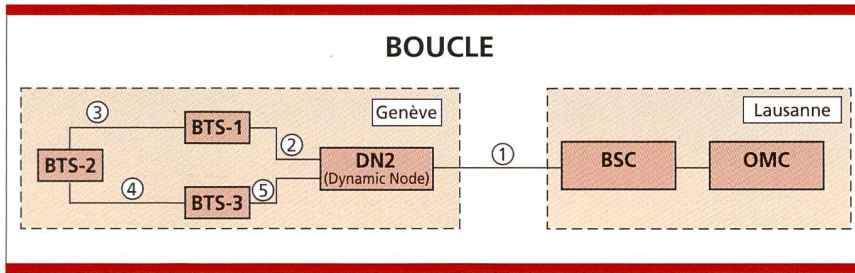 BOUCLE
Genève
Lausanne
③
BTS-1
②
①
BTS-2
DN2
(Dynamic Node)
BSC
OMC
④
⑤
BTS-3